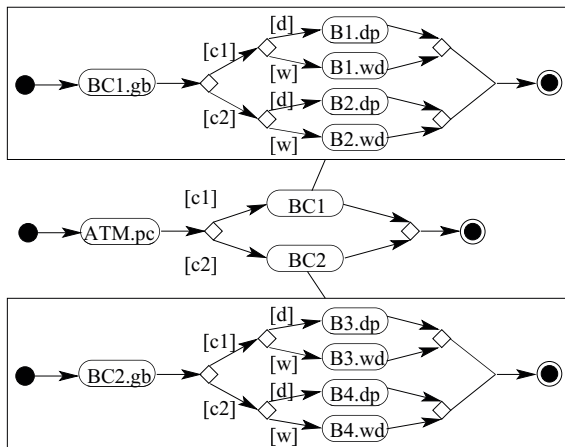 [d]
B1.dp
[c1]
[w]
B1.wd
BC1.gb
[d]
B2.dp
[c2]
[w]
B2.wd
[c1]
BC1
ATM.pc
[c2]
BC2
[d]
B3.dp
[c1]
[w]
B3.wd
BC2.gb
[d]
B4.dp
[c2]
[w]
B4.wd